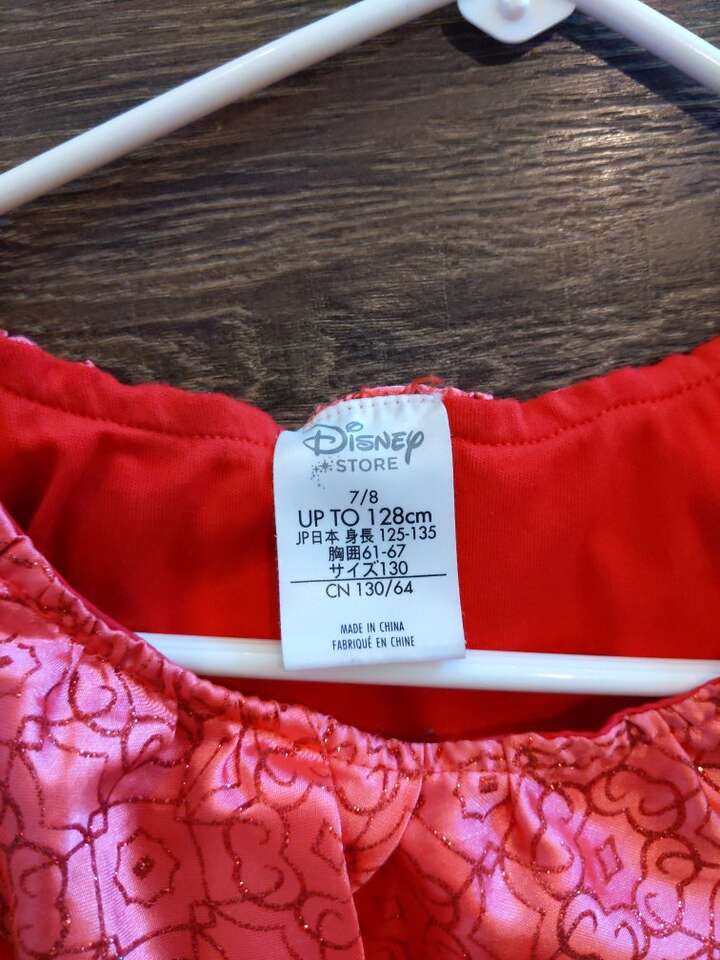 Disney
STORE
7/8
UP TO 128cm
JP日本 身長 125-135
胸囲61-67
サイズ130
CN 130/64
MADE IN CHINA
FABRIQUÉ EN CHINE